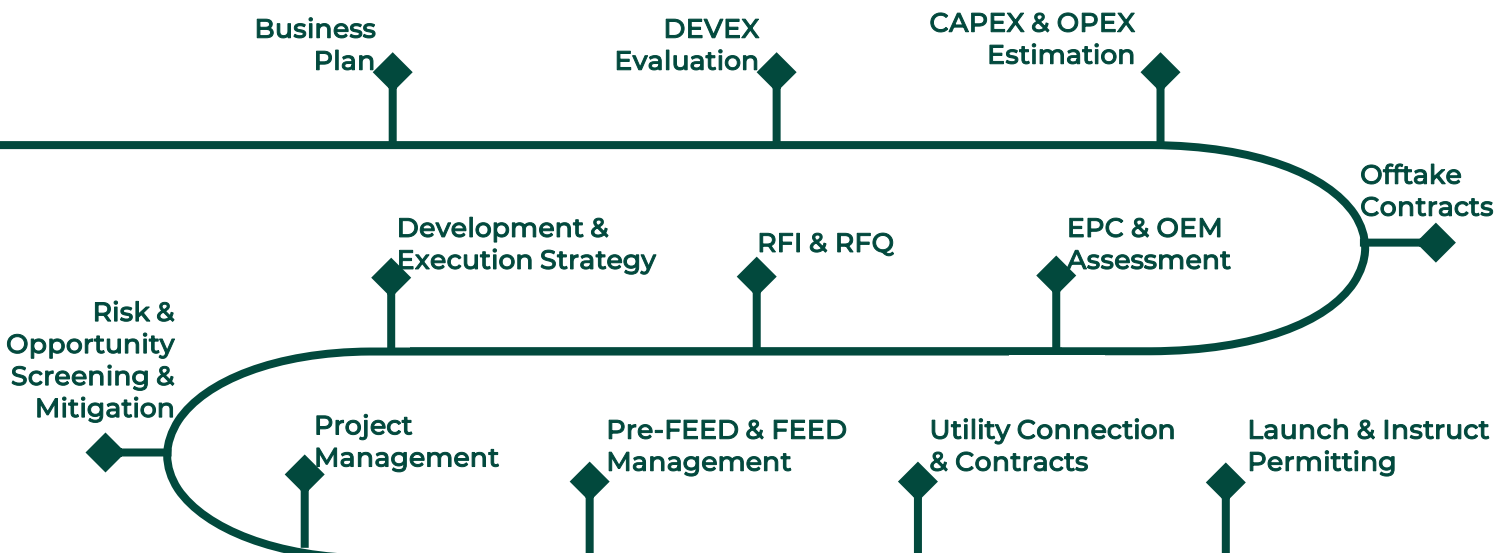 Business
Plan
DEVEX
Evaluation
CAPEX & OPEX
Estimation
Offtake
Contracts
Development &
Execution Strategy
RFI & RFQ
EPC & OEM
Assessment
Risk &
Opportunity
Screening &
Mitigation
Project
Management
Pre-FEED & FEED
Management
Utility Connection
& Contracts
Launch & Instruct
Permitting